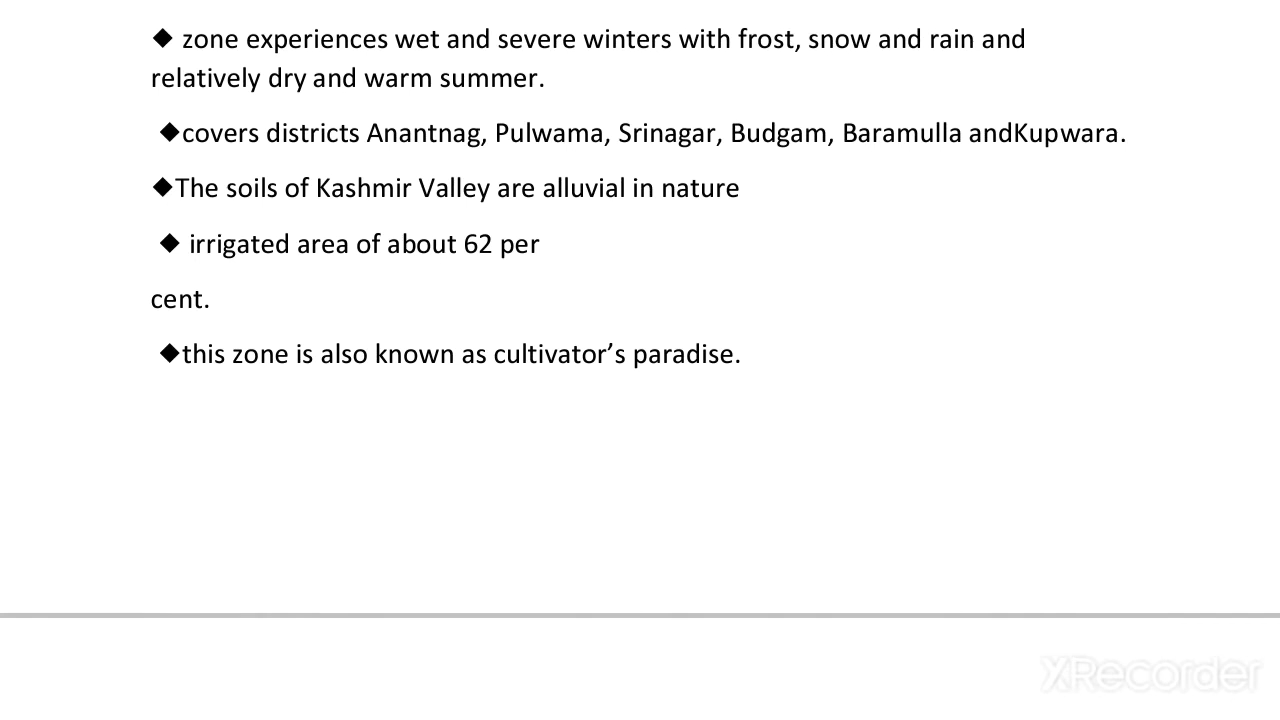 ◆ zone experiences wet and severe winters with frost, snow and rain and
relatively dry and warm summer.
◆covers districts Anantnag, Pulwama, Srinagar, Budgam, Baramulla andKupwara.
◆The soils of Kashmir Valley are alluvial in nature
◆ irrigated area of about 62 per
cent.
◆this zone is also known as cultivator’s paradise.
XRecorder